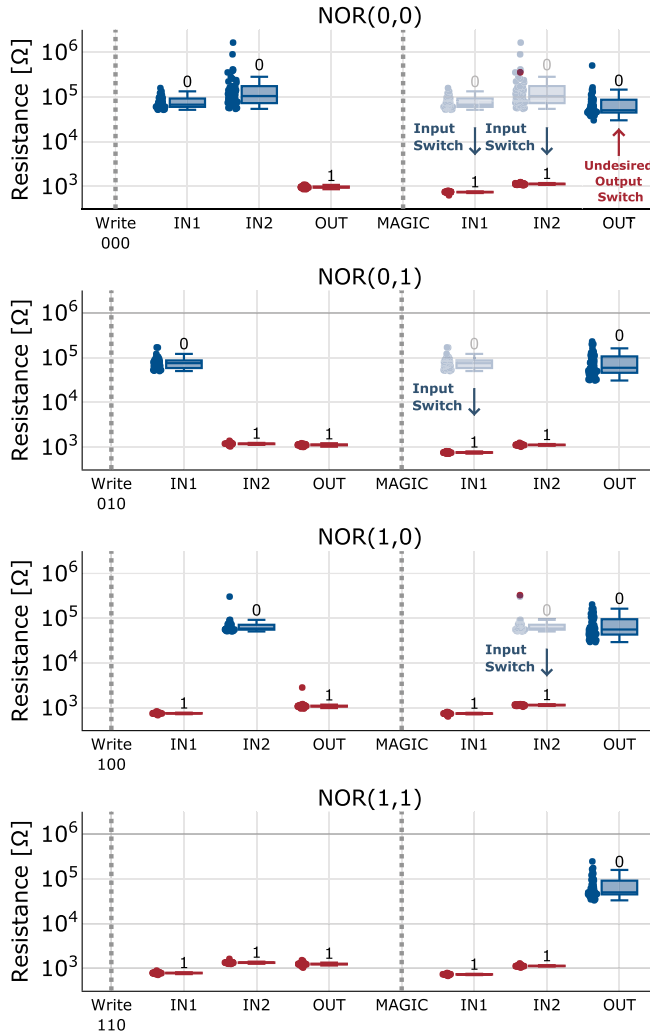 NOR(0,0)
Resistance [Ω]
10⁶
10⁵
10⁴
10³
0
0
1
0
0
0
1
1
Input
Switch
Input
Switch
Undesired
Output
Switch
Write
000
IN1
IN2
OUT
MAGIC
IN1
IN2
OUT
NOR(0,1)
Resistance [Ω]
10⁶
10⁵
10⁴
10³
0
1
1
0
0
1
1
Input
Switch
Write
010
IN1
IN2
OUT
MAGIC
IN1
IN2
OUT
NOR(1,0)
Resistance [Ω]
10⁶
10⁵
10⁴
10³
1
0
1
0
0
1
1
Input
Switch
Write
100
IN1
IN2
OUT
MAGIC
IN1
IN2
OUT
NOR(1,1)
Resistance [Ω]
10⁶
10⁵
10⁴
10³
1
1
1
1
1
0
Write
110
IN1
IN2
OUT
MAGIC
IN1
IN2
OUT